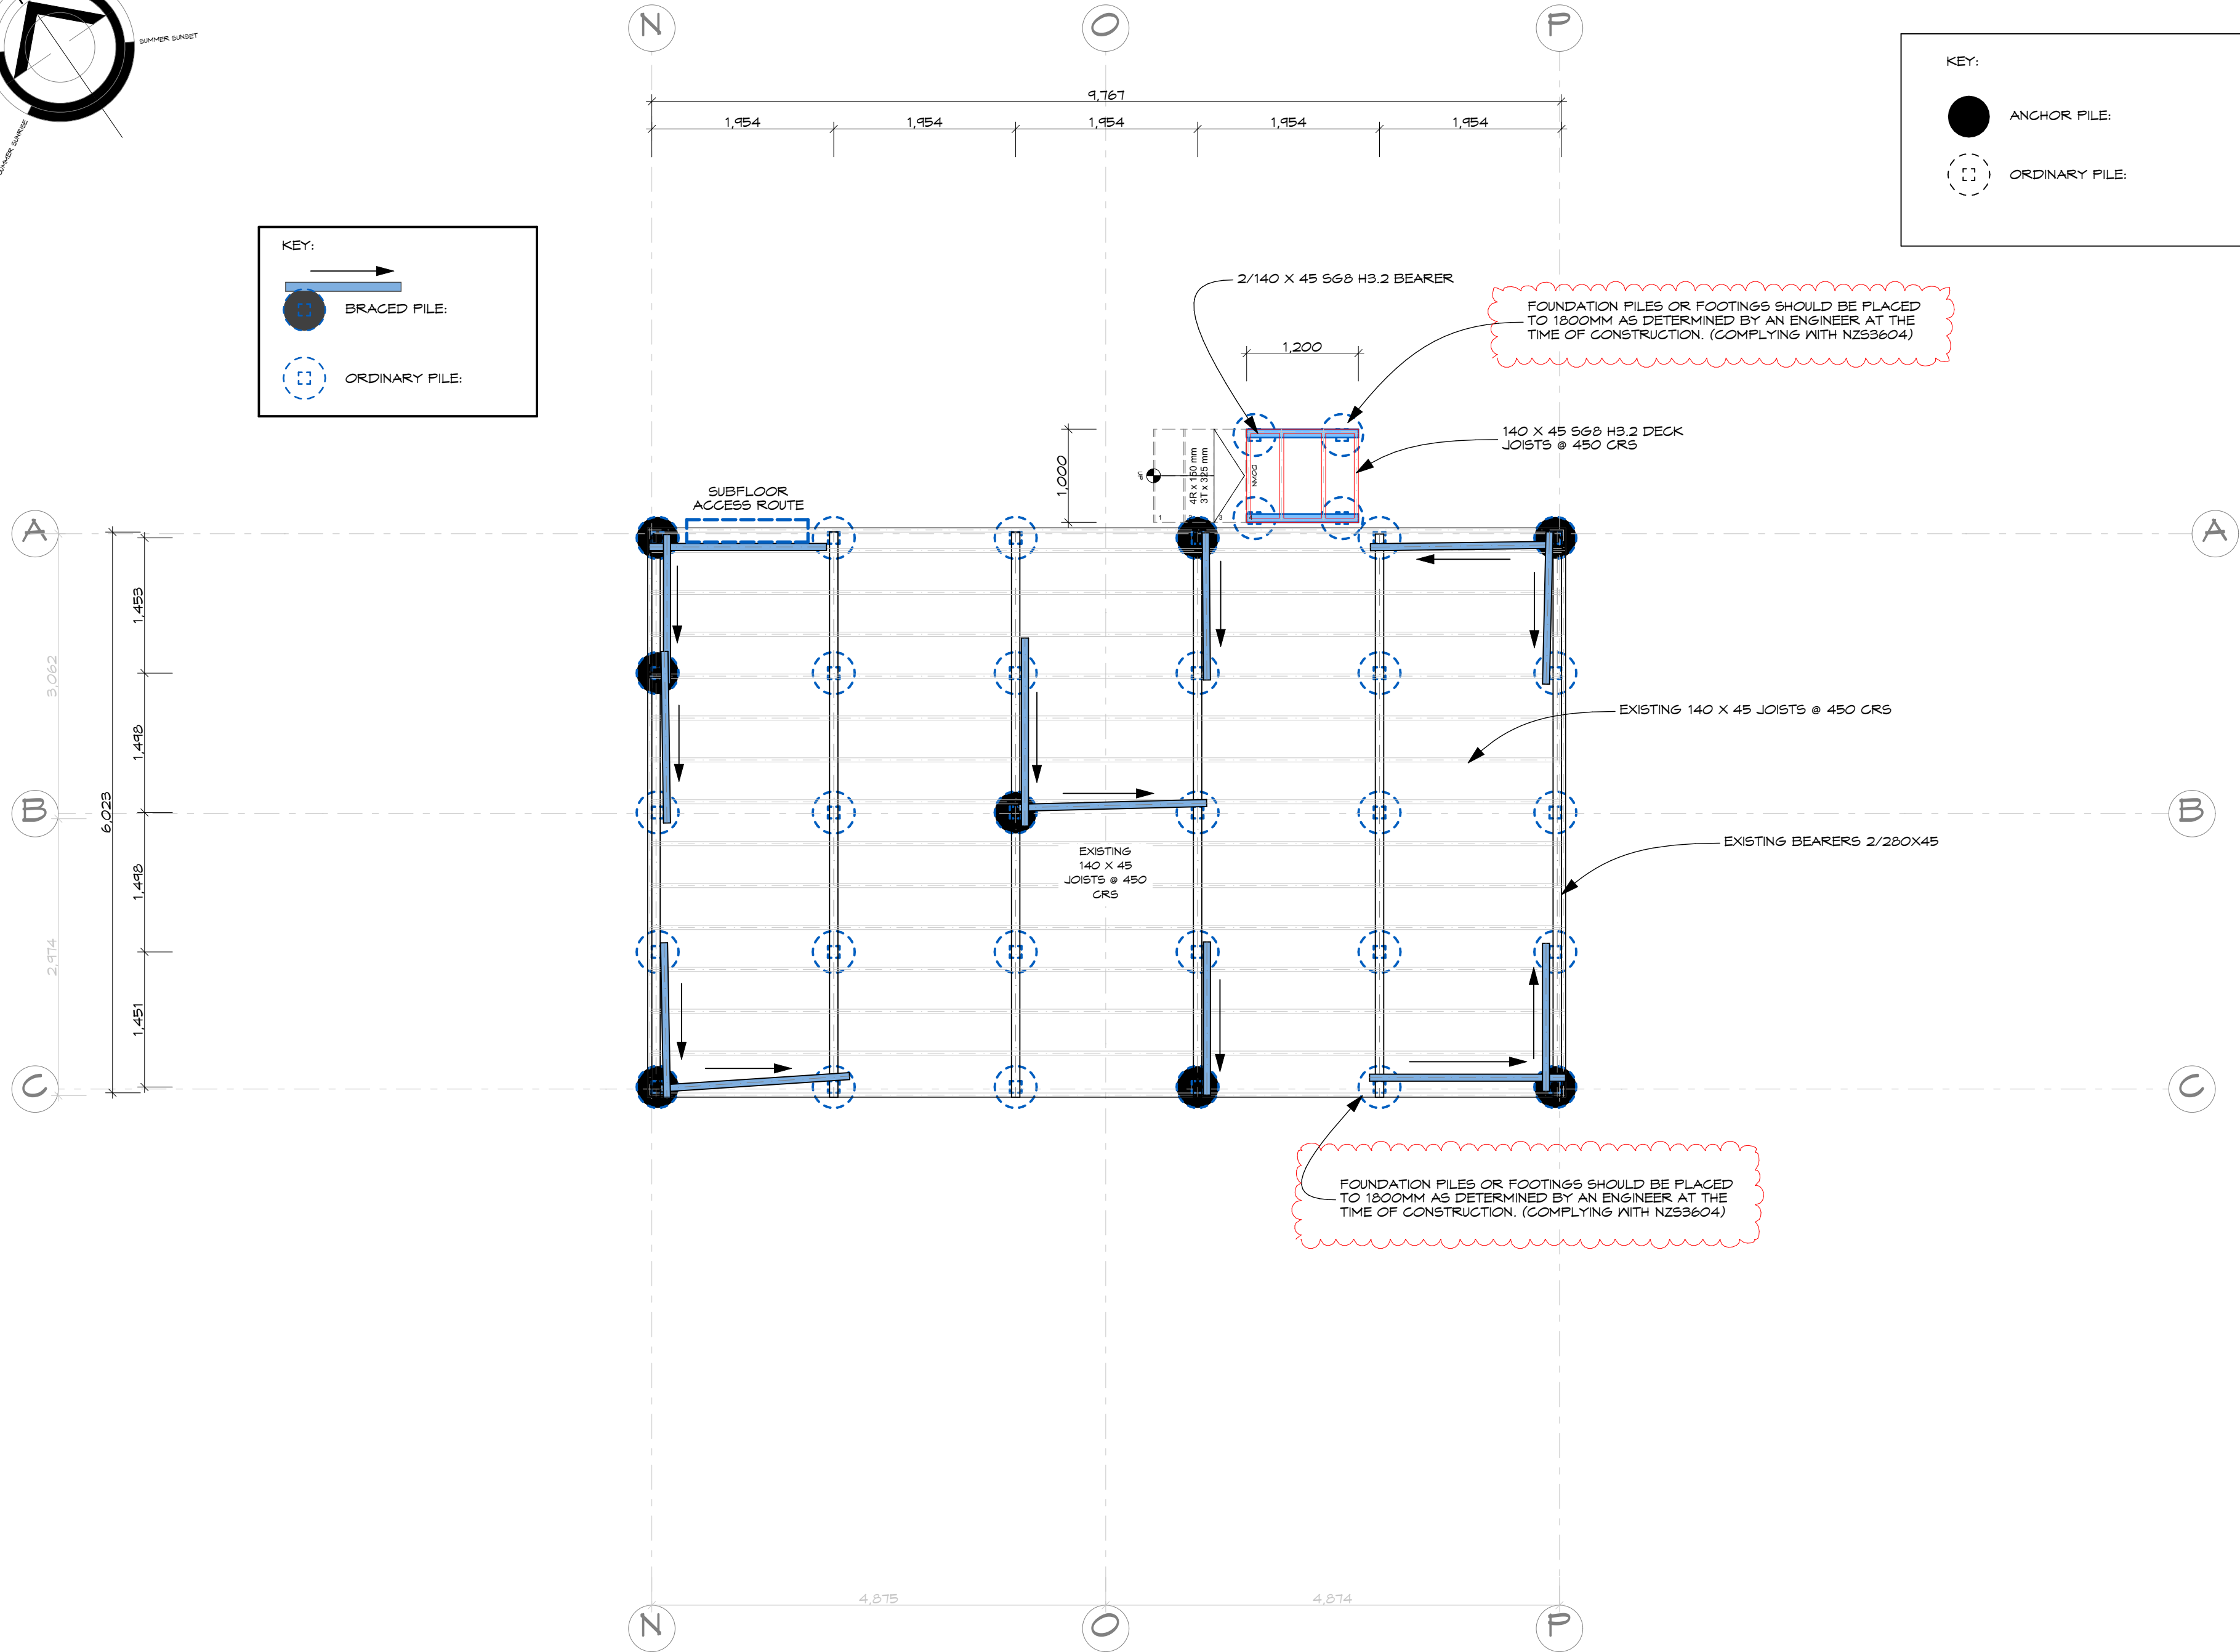 SUMMER SUNSET
SUMMER SUNRISE
N
O
P
KEY:
ANCHOR PILE:
ORDINARY PILE:
9,767
1,954
1,954
1,954
1,954
1,954
KEY:
BRACED PILE:
ORDINARY PILE:
2/140 X 45 SG8 H3.2 BEARER
FOUNDATION PILES OR FOOTINGS SHOULD BE PLACED
TO 1800MM AS DETERMINED BY AN ENGINEER AT THE
TIME OF CONSTRUCTION. (COMPLYING WITH NZS3604)
1,200
140 X 45 SG8 H3.2 DECK
JOISTS @ 450 CRS
1,000
UP
4R x 150 mm
3T x 325 mm
DOWN
1
3
SUBFLOOR
ACCESS ROUTE
A
A
1,453
3,062
1,498
6,023
EXISTING 140 X 45 JOISTS @ 450 CRS
B
B
EXISTING BEARERS 2/280X45
EXISTING
140 X 45
JOISTS @ 450
CRS
1,498
2,974
1,451
C
C
FOUNDATION PILES OR FOOTINGS SHOULD BE PLACED
TO 1800MM AS DETERMINED BY AN ENGINEER AT THE
TIME OF CONSTRUCTION. (COMPLYING WITH NZS3604)
4,875
4,874
N
O
P